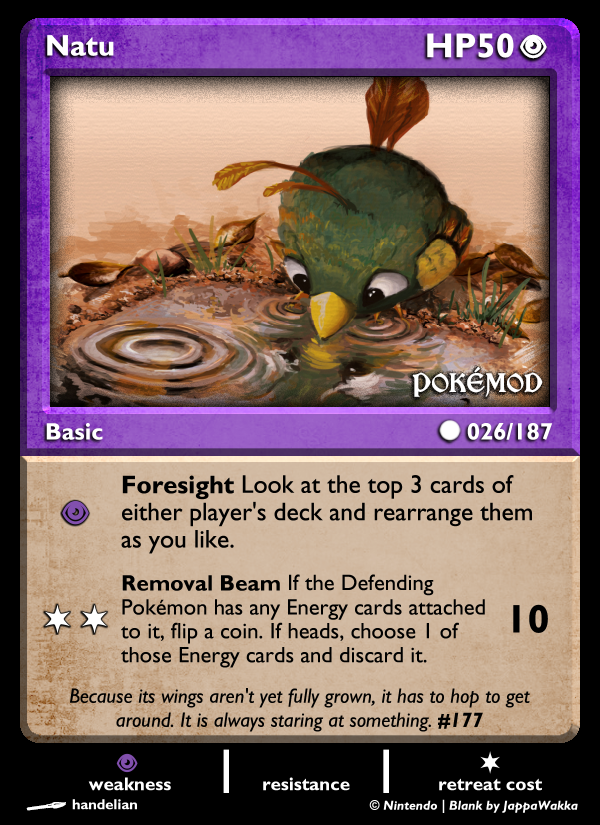 Natu
HP50
POKÉMOD
Basic
026/187
Foresight Look at the top 3 cards of
either player's deck and rearrange them
as you like.
Removal Beam If the Defending
Pokémon has any Energy cards attached
to it, flip a coin. If heads, choose 1 of
those Energy cards and discard it.
10
Because its wings aren't yet fully grown, it has to hop to get
around. It is always staring at something. #177
weakness
resistance
retreat cost
handelian
© Nintendo | Blank by JappaWakka